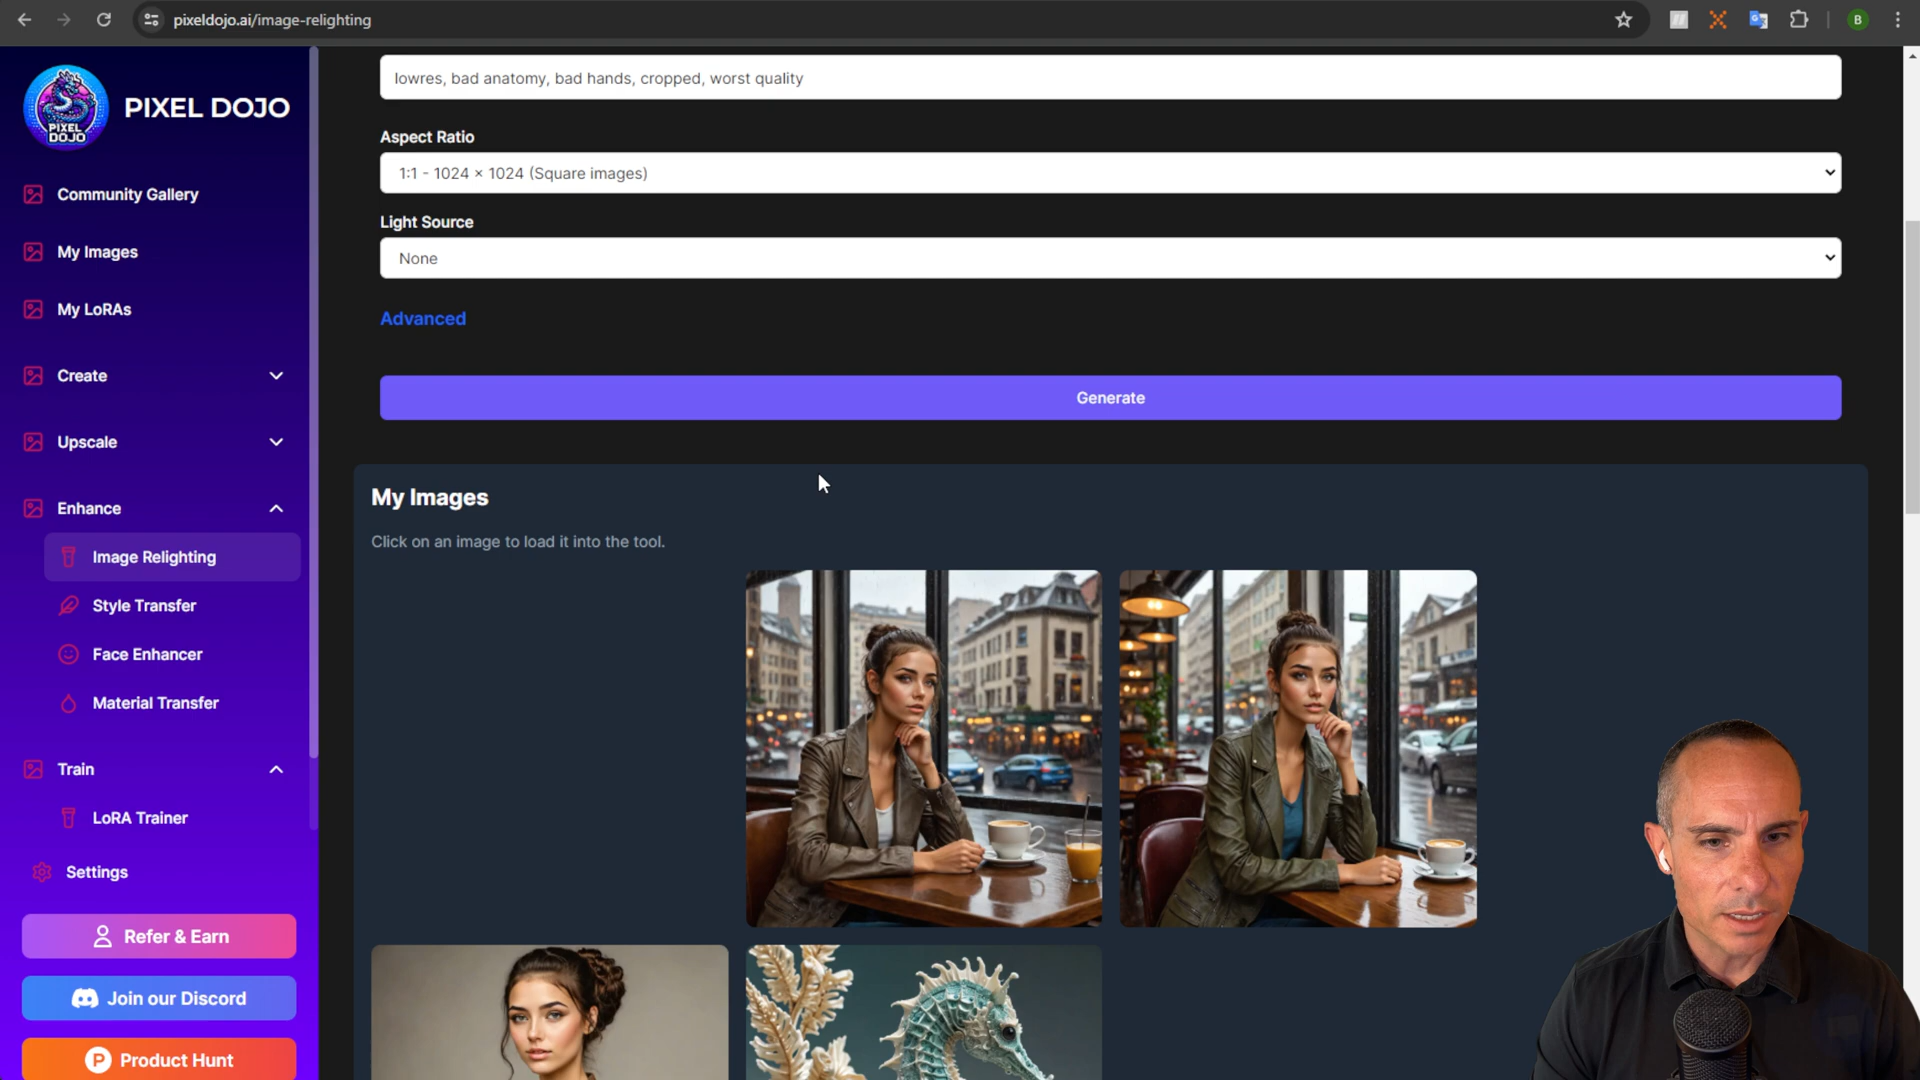 pixeldojo.ai/image-relighting
B
PIXEL DOJO
PIXEL DOJO
Community Gallery
My Images
My LoRAs
Create
Upscale
Enhance
Image Relighting
Style Transfer
Face Enhancer
Material Transfer
Train
LoRA Trainer
Settings
Refer & Earn
Join our Discord
P Product Hunt
lowres, bad anatomy, bad hands, cropped, worst quality
Aspect Ratio
1:1 - 1024 × 1024 (Square images)
Light Source
None
Advanced
Generate
My Images
Click on an image to load it into the tool.